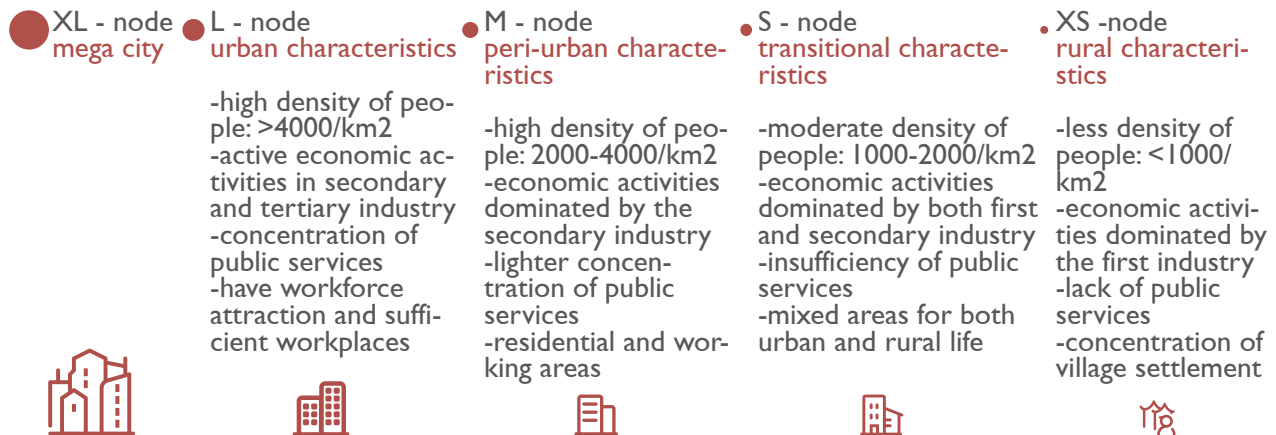 XL - node
mega city
L - node
urban characteristics
-high density of peo-
ple: >4000/km2
-active economic ac-
tivities in secondary
and tertiary industry
-concentration of
public services
-have workforce
attraction and suffi-
cient workplaces
M - node
peri-urban characte-
ristics
-high density of peo-
ple: 2000-4000/km2
-economic activities
dominated by the
secondary industry
-lighter concen-
tration of public
services
-residential and wor-
king areas
S - node
transitional characte-
ristics
-moderate density of
people: 1000-2000/km2
-economic activities
dominated by both first
and secondary industry
-insufficiency of public
services
-mixed areas for both
urban and rural life
XS -node
rural characteri-
stics
-less density of
people: <1000/
km2
-economic activi-
ties dominated by
the first industry
-lack of public
services
-concentration of
village settlement